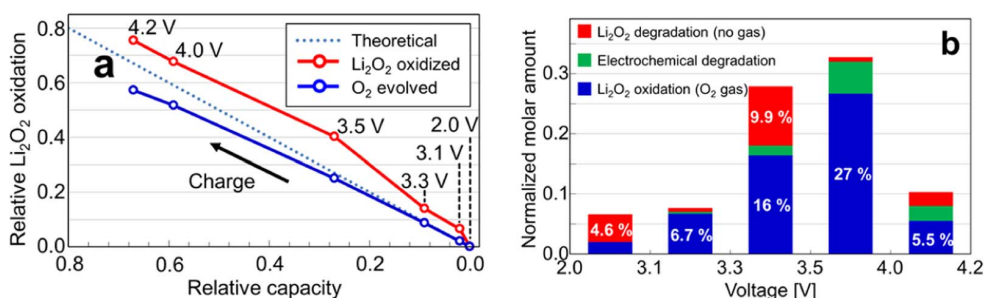 a
Relative Li₂O₂ oxidation
0.8
0.6
0.4
0.2
0.0
4.2 V
4.0 V
3.5 V
2.0 V
3.1 V
3.3 V
Theoretical
Li₂O₂ oxidized
O₂ evolved
Charge
0.8 0.6 0.4 0.2 0.0
Relative capacity
b
Normalized molar amount
0.3
0.2
0.1
0.0
Li₂O₂ degradation (no gas)
Electrochemical degradation
Li₂O₂ oxidation (O₂ gas)
4.6 %
6.7 %
9.9 %
16 %
27 %
5.5 %
2.0 3.1 3.3 3.5 4.0 4.2
Voltage [V]